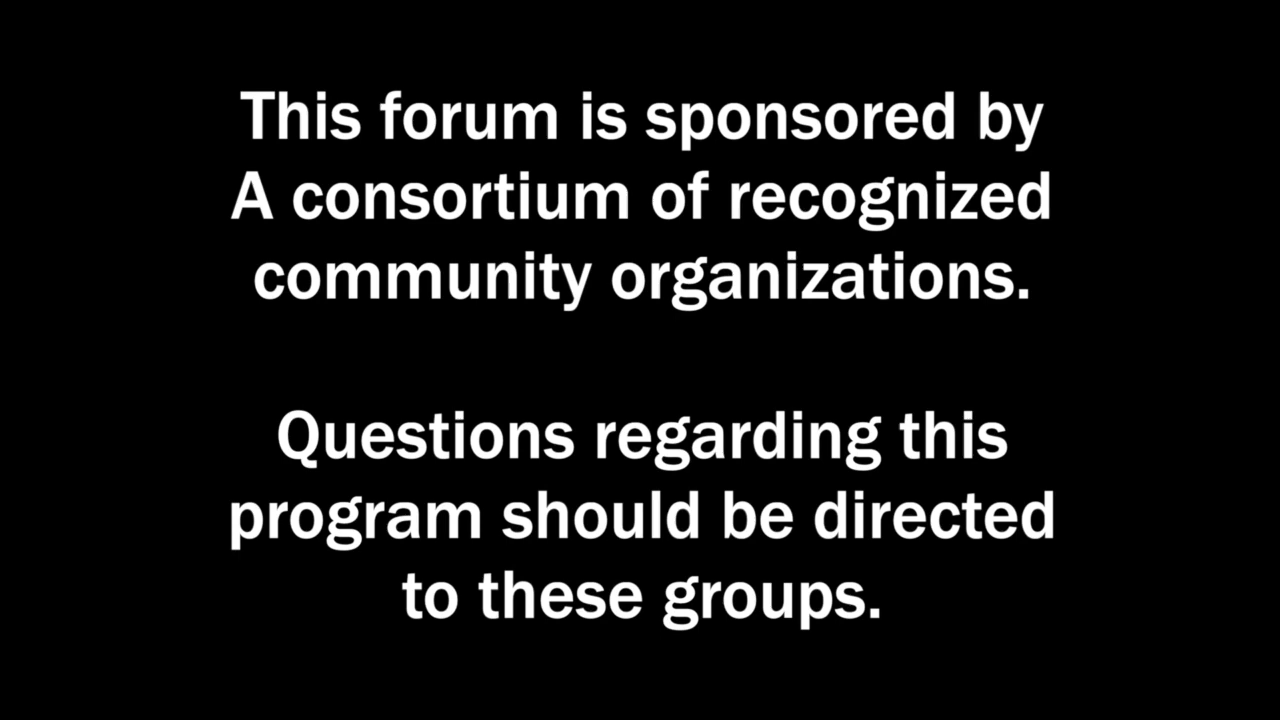 This forum is sponsored by
A consortium of recognized
community organizations.
Questions regarding this
program should be directed
to these groups.